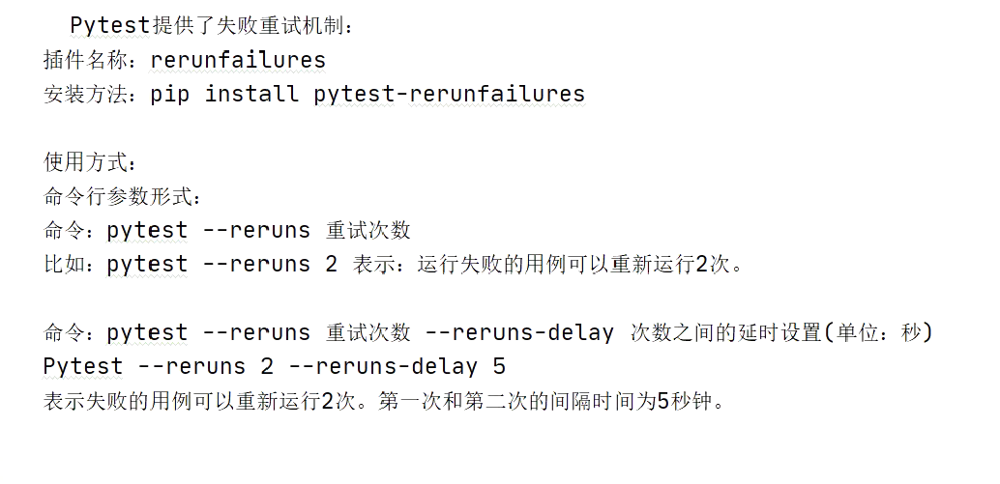 Pytest提供了失败重试机制：
插件名称：rerunfailures
安装方法：pip install pytest-rerunfailures
使用方式：
命令行参数形式：
命令：pytest --reruns 重试次数
比如：pytest --reruns 2 表示：运行失败的用例可以重新运行2次。
命令：pytest --reruns 重试次数 --reruns-delay 次数之间的延时设置(单位：秒)
Pytest --reruns 2 --reruns-delay 5
表示失败的用例可以重新运行2次。第一次和第二次的间隔时间为5秒钟。